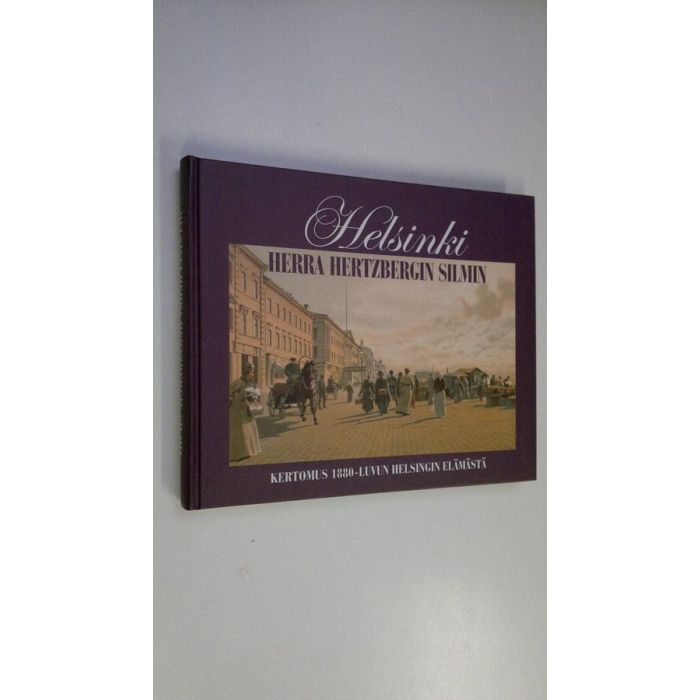 Helsinki
HERRA HERTZBERGIN SILMIN
KERTOMUS 1880-LUVUN HELSINGIN ELÄMÄSTÄ